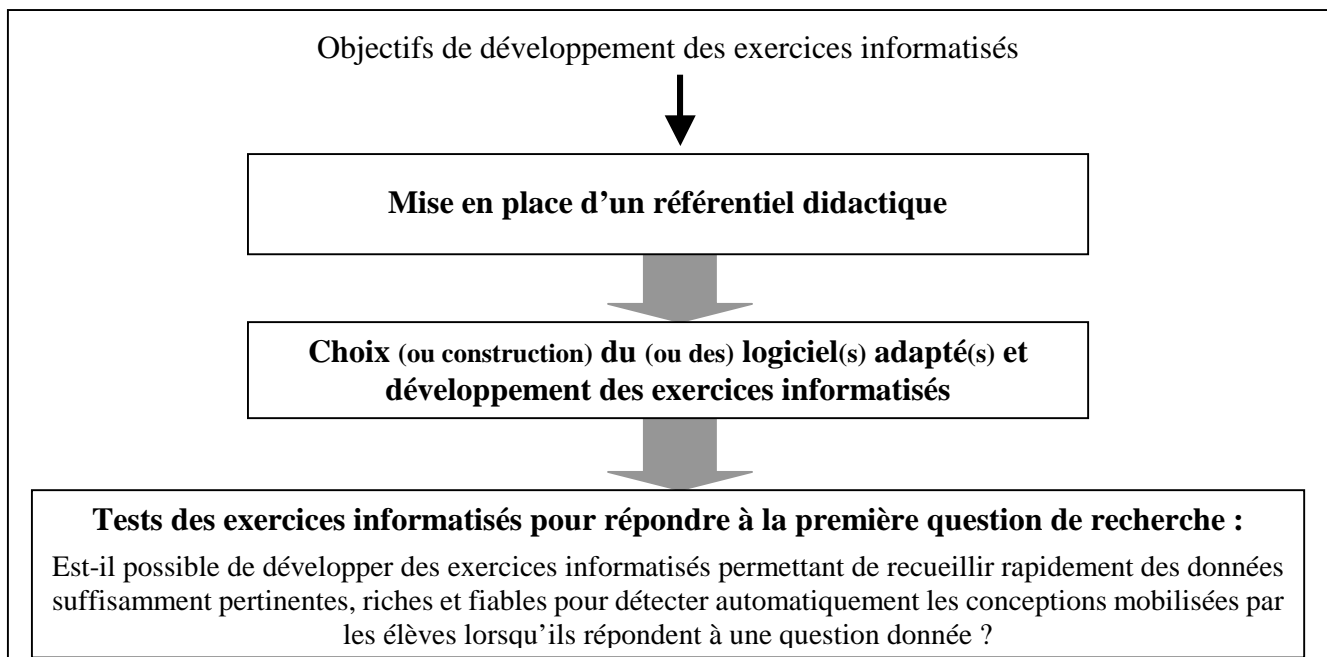 Objectifs de développement des exercices informatisés
Mise en place d’un référentiel didactique
Choix (ou construction) du (ou des) logiciel(s) adapté(s) et
développement des exercices informatisés
Tests des exercices informatisés pour répondre à la première question de recherche :
Est-il possible de développer des exercices informatisés permettant de recueillir rapidement des données
suffisamment pertinentes, riches et fiables pour détecter automatiquement les conceptions mobilisées par
les élèves lorsqu’ils répondent à une question donnée ?